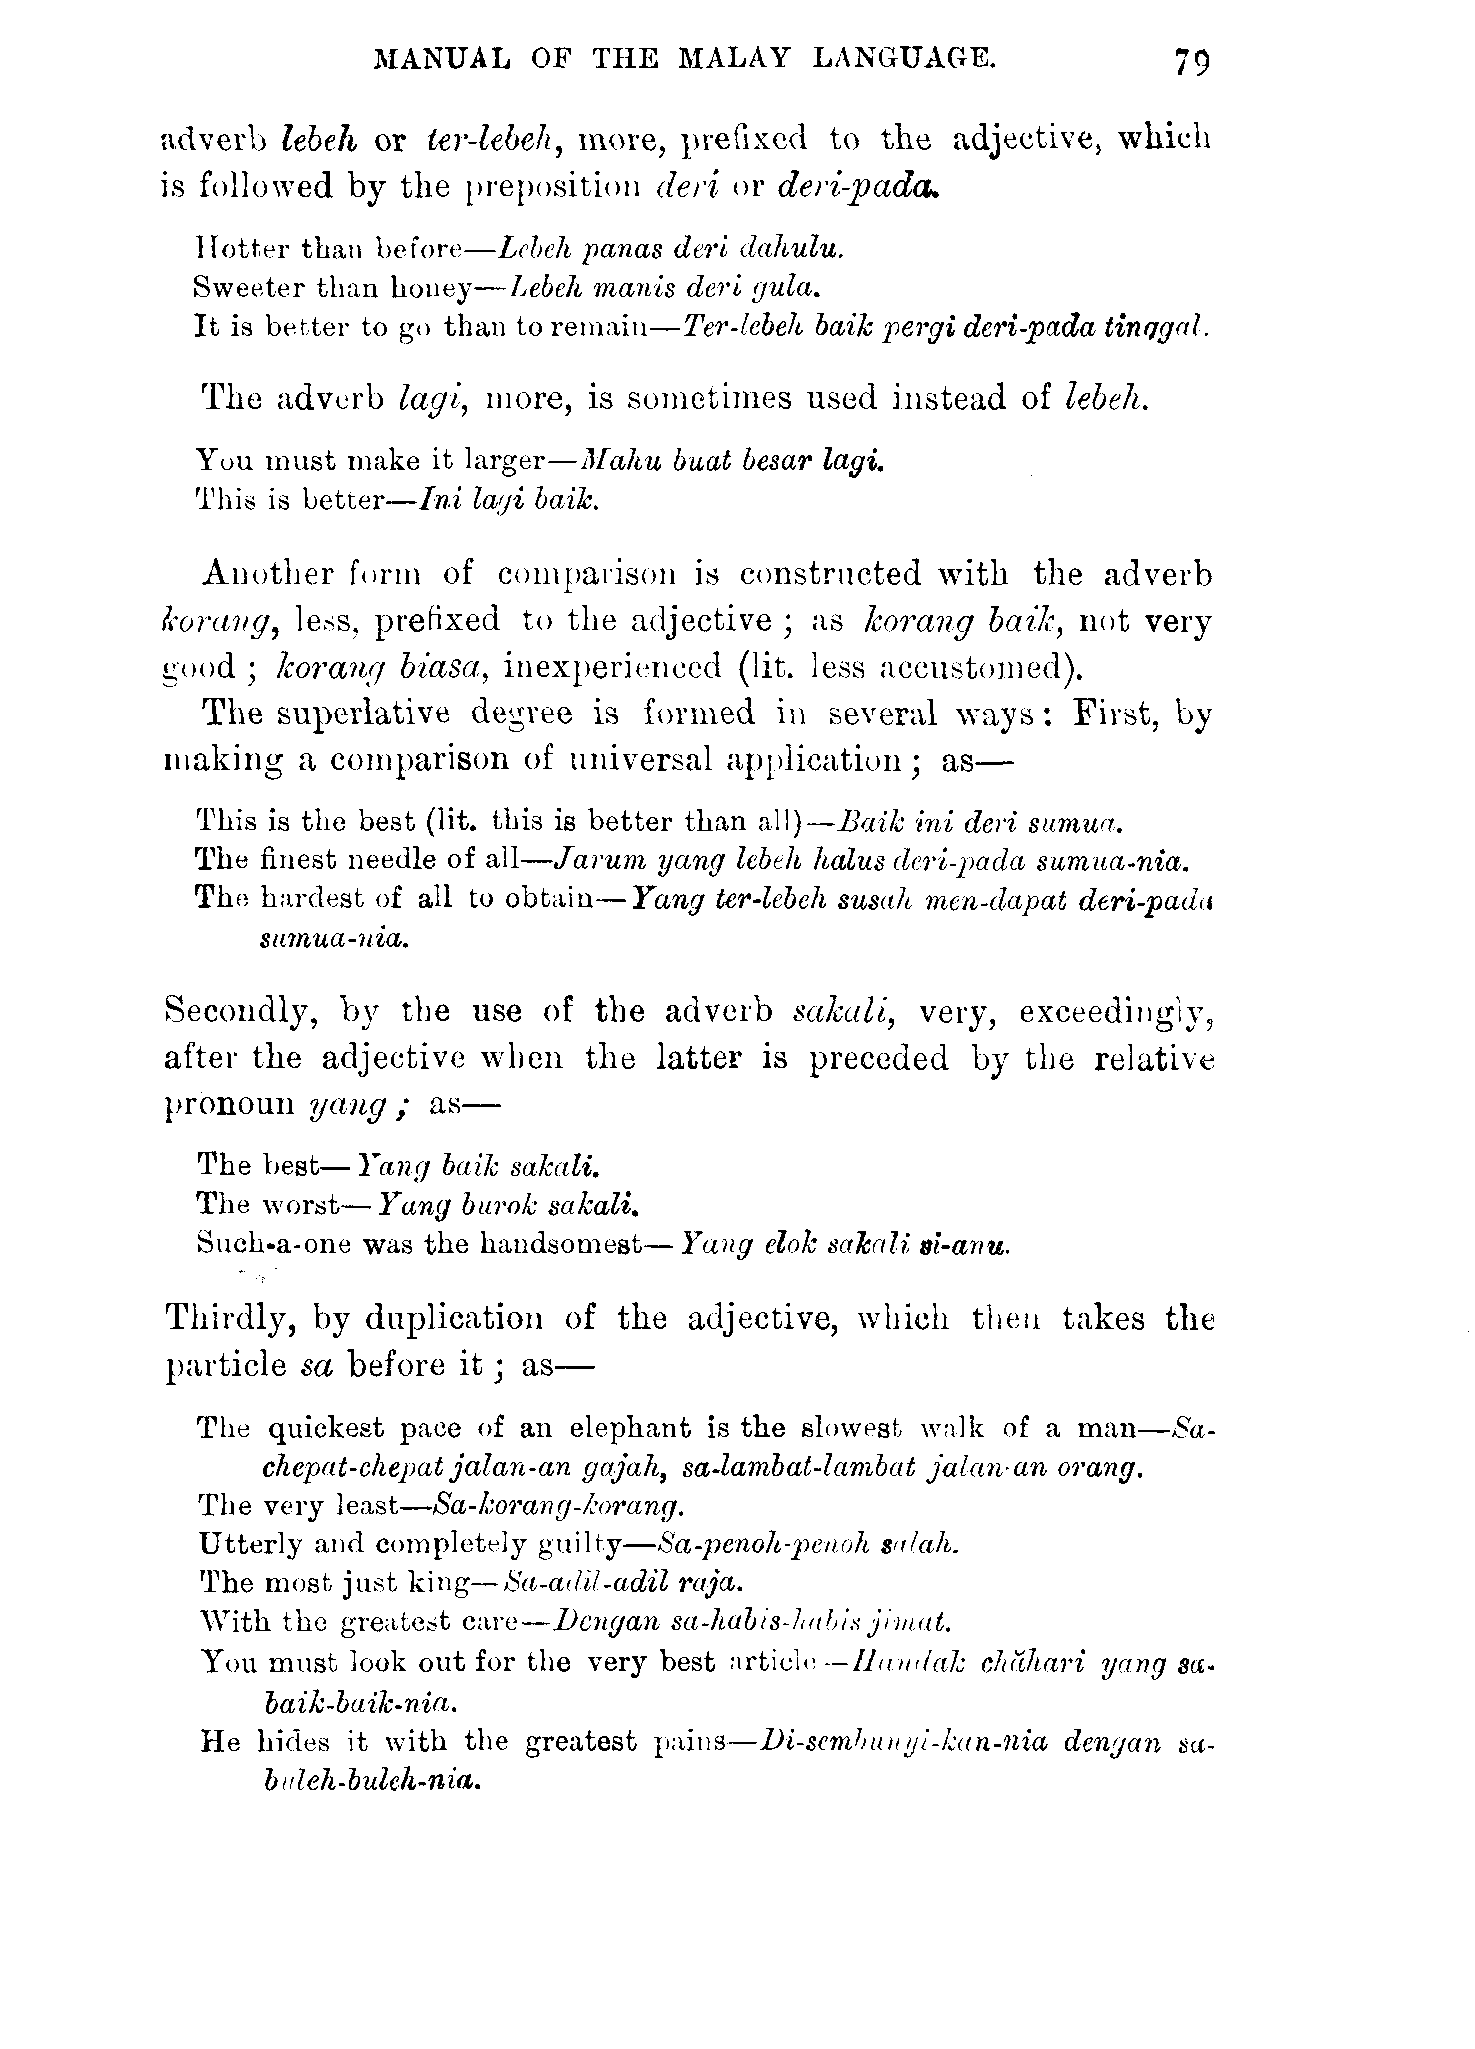 MANUAL OF THE MALAY LANGUAGE. 79
adverb lebeh or ter-lebeh, more, prefixed to the adjective, which
is followed by the preposition deri or deri-pada.
Hotter than before—Lebeh panas deri dahulu.
Sweeter than honey—Lebeh manis deri gula.
It is better to go than to remain—Ter-lebeh baik pergi deri-pada tinggal.
The adverb lagi, more, is sometimes used instead of lebeh.
You must make it larger—Mahu buat besar lagi.
This is better—Ini lagi baik.
Another form of comparison is constructed with the adverb
korang, less, prefixed to the adjective ; as korang baik, not very
good ; korang biasa, inexperienced (lit. less accustomed).
The superlative degree is formed in several ways : First, by
making a comparison of universal application ; as—
This is the best (lit. this is better than all)—Baik ini deri sumua.
The finest needle of all—Jarum yang lebeh halus deri-pada sumua-nia.
The hardest of all to obtain—Yang ter-lebeh susah men-dapat deri-pada
sumua-nia.
Secondly, by the use of the adverb sakali, very, exceedingly,
after the adjective when the latter is preceded by the relative
pronoun yang ; as—
The best—Yang baik sakali.
The worst—Yang burok sakali.
Such-a-one was the handsomest—Yang elok sakali si-anu.
Thirdly, by duplication of the adjective, which then takes the
particle sa before it ; as—
The quickest pace of an elephant is the slowest walk of a man—Sa-
chepat-chepat jalan-an gajah, sa-lambat-lambat jalan-an orang.
The very least—Sa-korang-korang.
Utterly and completely guilty—Sa-penoh-penoh salah.
The most just king—Sa-adil-adil raja.
With the greatest care—Dengan sa-habis-habis jimat.
You must look out for the very best article—Handak chăhari yang sa-
baik-baik-nia.
He hides it with the greatest pains—Di-sembunyi-kan-nia dengan sa-
buleh-buleh-nia.